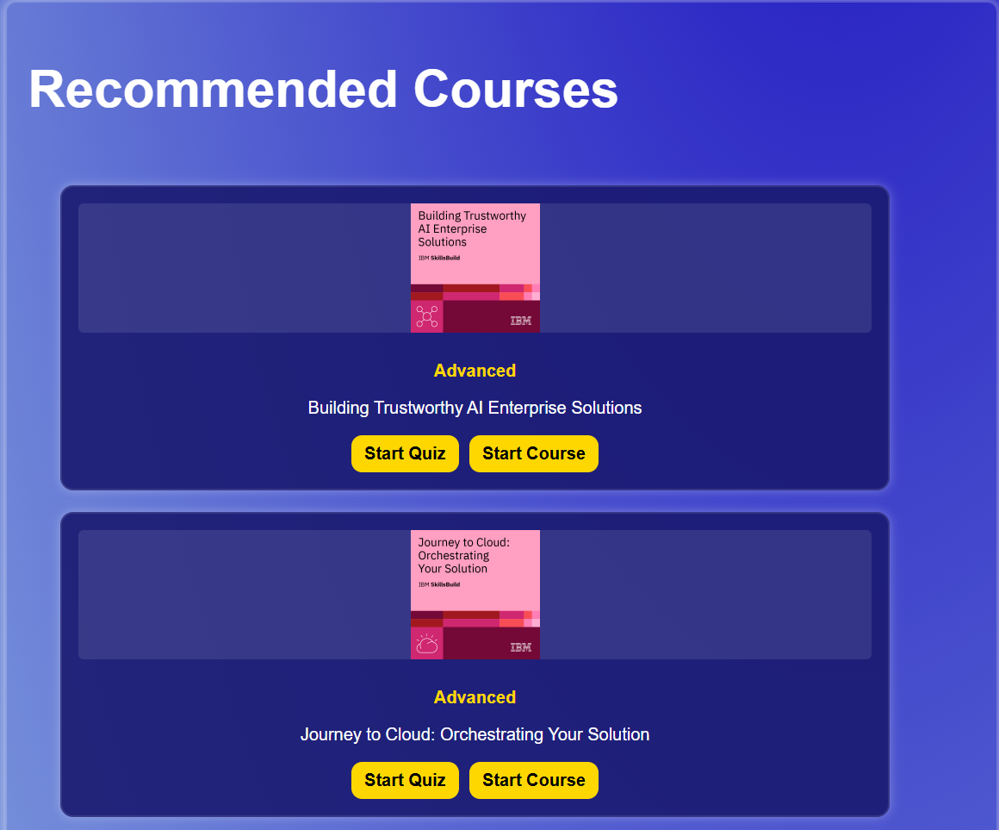 Recommended Courses
Building Trustworthy
AI Enterprise
Solutions
IBM SkillsBuild
IBM
Advanced
Building Trustworthy AI Enterprise Solutions
Start Quiz Start Course
Journey to Cloud:
Orchestrating
Your Solution
IBM SkillsBuild
IBM
Advanced
Journey to Cloud: Orchestrating Your Solution
Start Quiz Start Course